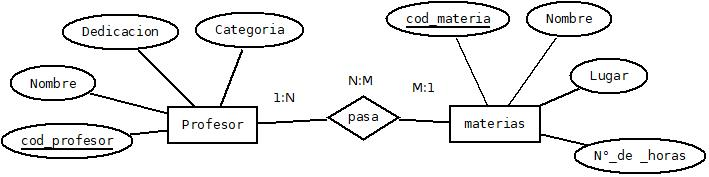 cod_materia
Nombre
Dedicacion
Categoria
Nombre
N:M
Lugar
1:N
M:1
Profesor
pasa
materias
cod_profesor
N°_de _horas